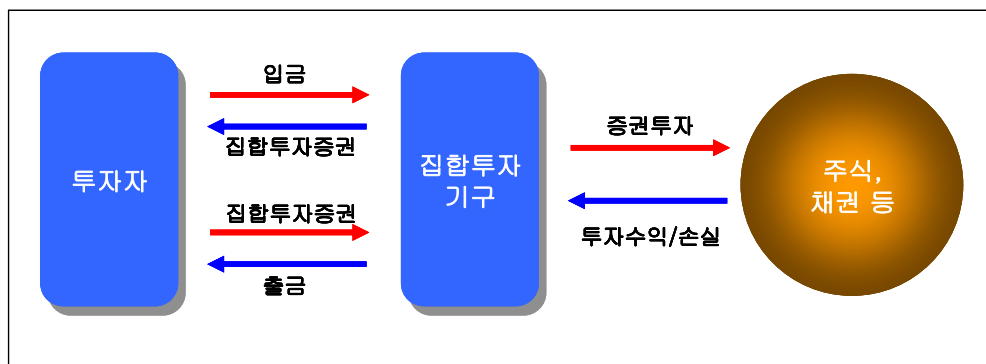 투자자
입금
집합투자증권
집합투자증권
출금
집합투자
기구
증권투자
투자수익/손실
주식,
채권 등